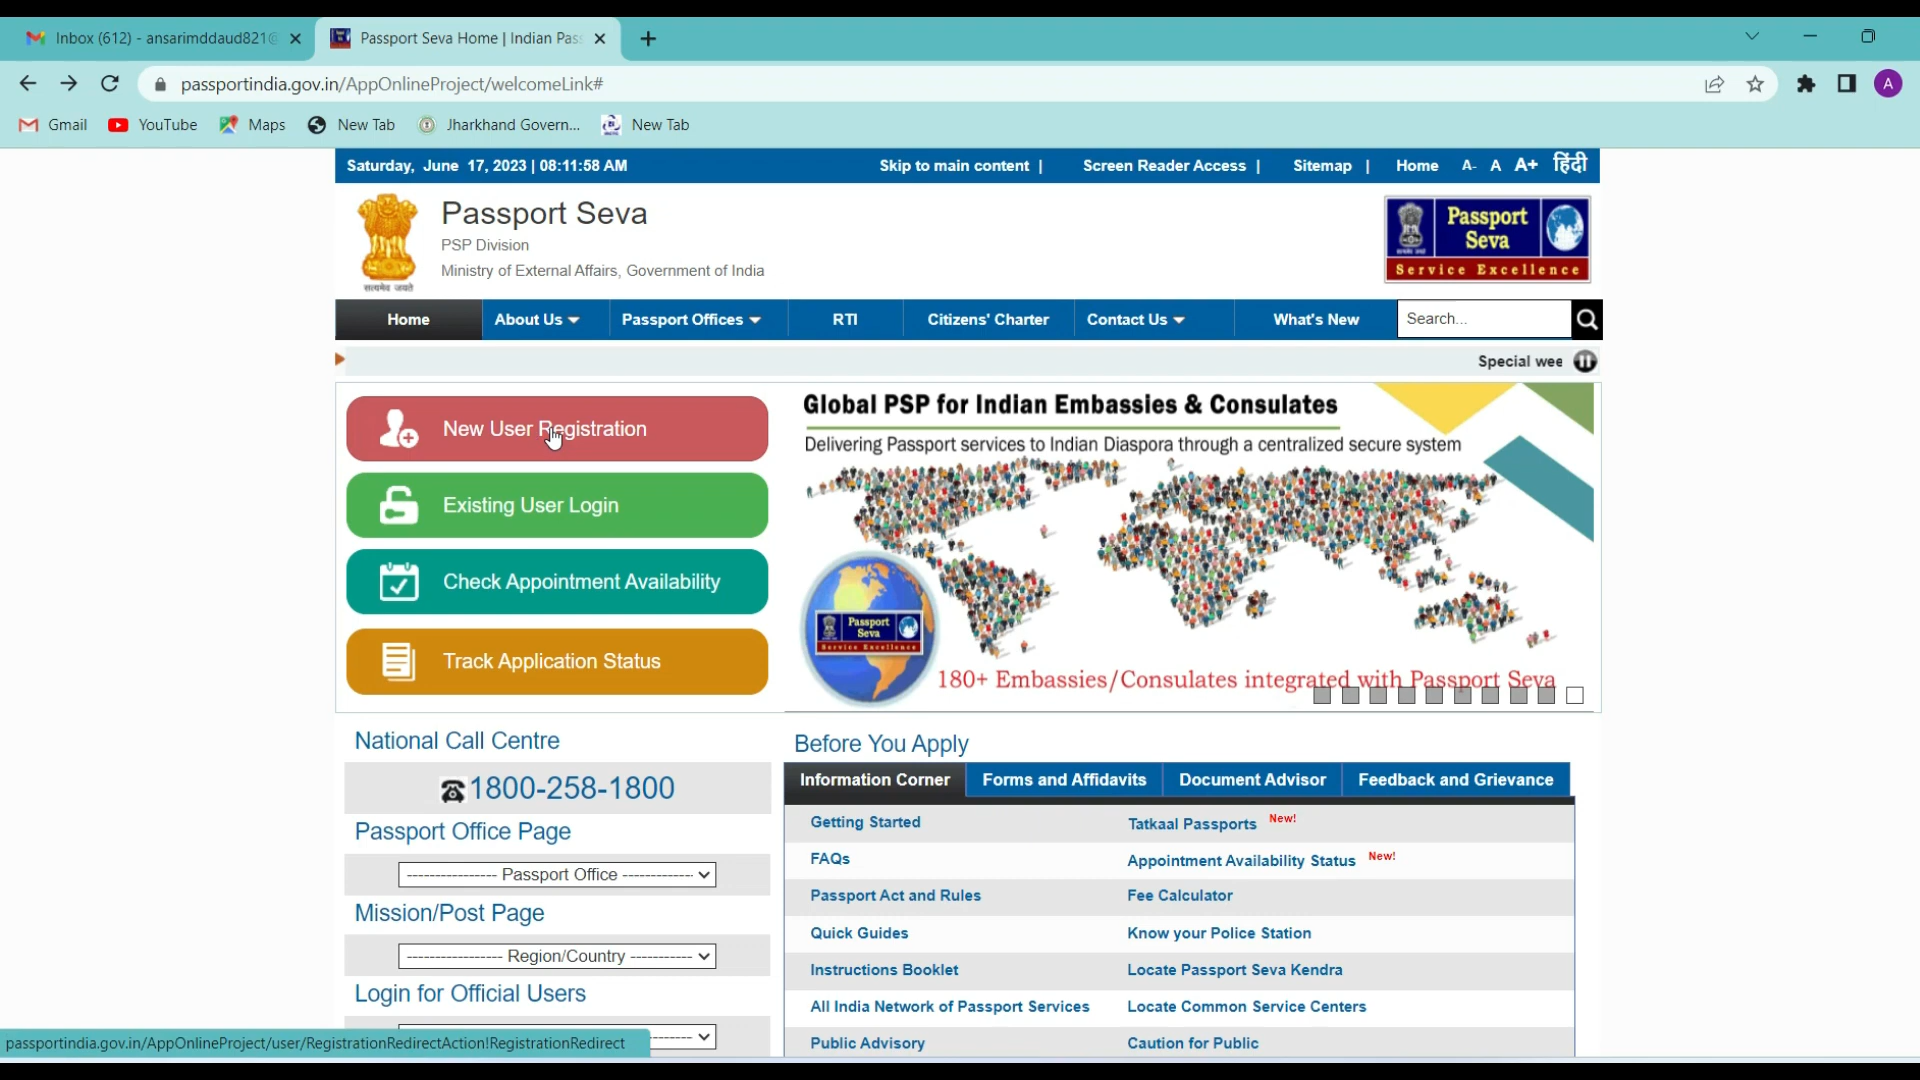 Inbox (612) - ansarimddaud821@
Passport Seva Home | Indian Pas
passportindia.gov.in/AppOnlineProject/welcomeLink#
A
Gmail
YouTube
Maps
New Tab
Jharkhand Govern...
New Tab
Saturday, June 17, 2023 | 08:11:58 AM
Skip to main content |
Screen Reader Access |
Sitemap |
Home
A-
A
A+
हिंदी
सत्यमेव जयते
Passport Seva
PSP Division
Ministry of External Affairs, Government of India
Passport
Seva
Service Excellence
Home
About Us
Passport Offices
RTI
Citizens' Charter
Contact Us
What's New
Search...
Special wee
New User Registration
Existing User Login
Check Appointment Availability
Track Application Status
Global PSP for Indian Embassies & Consulates
Delivering Passport services to Indian Diaspora through a centralized secure system
Passport
Seva
Service Excellence
180+ Embassies/Consulates integrated with Passport Seva
National Call Centre
1800-258-1800
Passport Office Page
---------------- Passport Office -------------
Mission/Post Page
----------------- Region/Country -----------
Login for Official Users
Before You Apply
Information Corner
Forms and Affidavits
Document Advisor
Feedback and Grievance
Getting Started
Tatkaal Passports New!
FAQs
Appointment Availability Status New!
Passport Act and Rules
Fee Calculator
Quick Guides
Know your Police Station
Instructions Booklet
Locate Passport Seva Kendra
All India Network of Passport Services
Locate Common Service Centers
Public Advisory
Caution for Public
passportindia.gov.in/AppOnlineProject/user/RegistrationRedirectAction!RegistrationRedirect